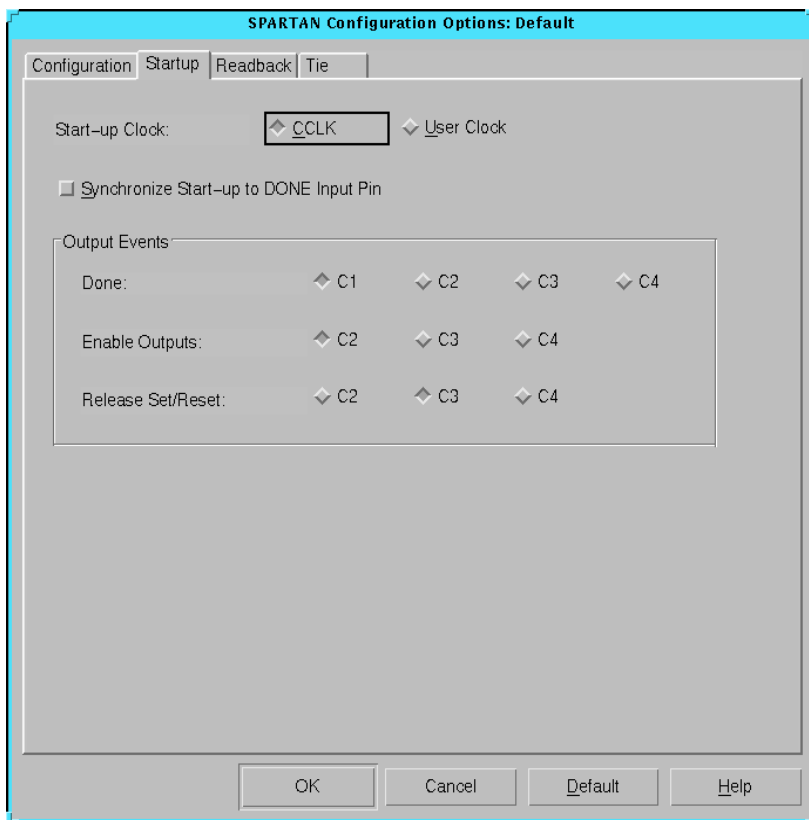 SPARTAN Configuration Options: Default
Configuration Startup Readback Tie
Start-up Clock: CCLK User Clock
Synchronize Start-up to DONE Input Pin
Output Events
Done: C1 C2 C3 C4
Enable Outputs: C2 C3 C4
Release Set/Reset: C2 C3 C4
OK Cancel Default Help